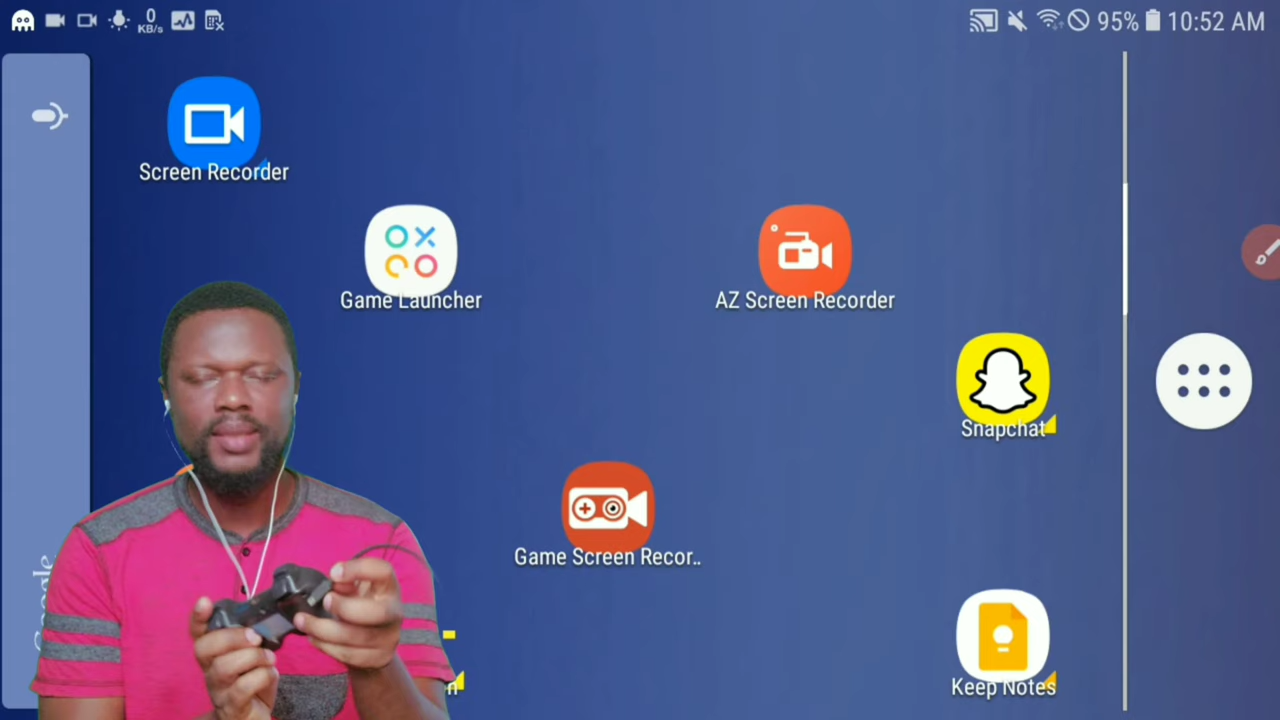 0
KB/s
95%
10:52 AM
Screen Recorder
Game Launcher
AZ Screen Recorder
Snapchat
Game Screen Recor..
Google
Keep Notes
n